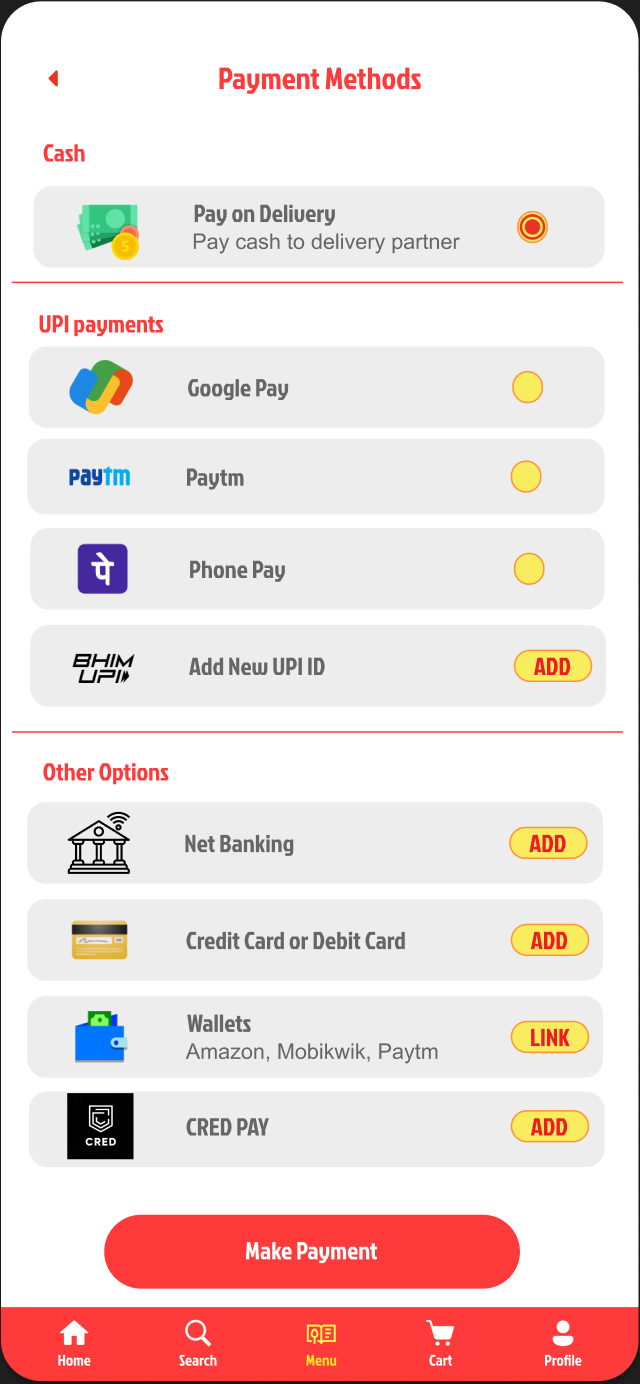 Payment Methods
Cash
Pay on Delivery
Pay cash to delivery partner
5
UPI payments
Google Pay
paytm
Paytm
पे
Phone Pay
BHIM
UPI
Add New UPI ID
ADD
Other Options
Net Banking
ADD
Credit Card or Debit Card
ADD
Wallets
Amazon, Mobikwik, Paytm
LINK
CRED
CRED PAY
ADD
Make Payment
Home
Search
Menu
Cart
Profile